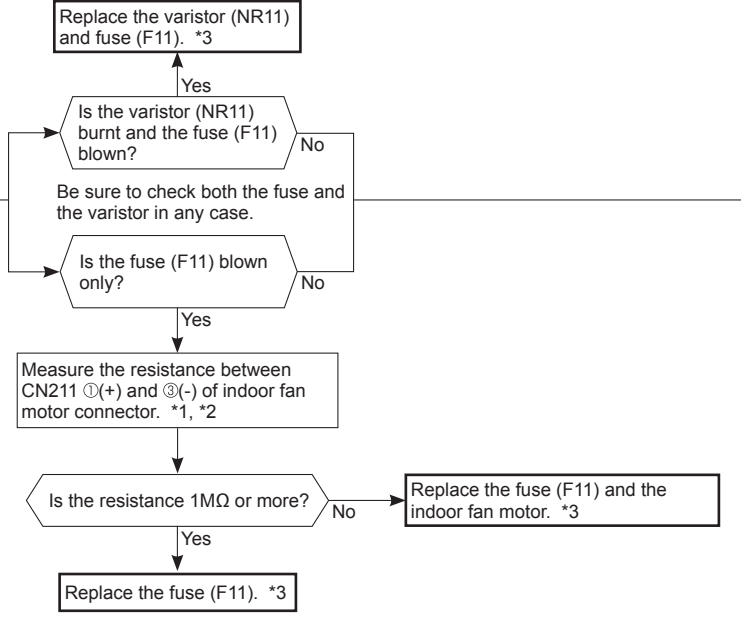 Replace the varistor (NR11)
and fuse (F11). *3
Yes
Is the varistor (NR11)
burnt and the fuse (F11)
blown?
No
Be sure to check both the fuse and
the varistor in any case.
Is the fuse (F11) blown
only?
No
Yes
Measure the resistance between
CN211 ①(+) and ③(-) of indoor fan
motor connector. *1, *2
Is the resistance 1MΩ or more?
No
Replace the fuse (F11) and the
indoor fan motor. *3
Yes
Replace the fuse (F11). *3